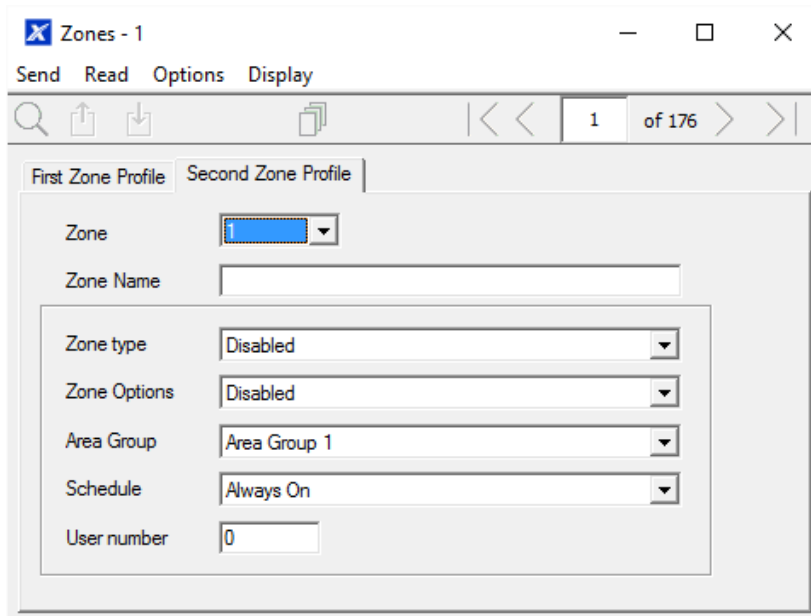 Zones - 1
Send Read Options Display
1 of 176
First Zone Profile Second Zone Profile
Zone 1
Zone Name
Zone type Disabled
Zone Options Disabled
Area Group Area Group 1
Schedule Always On
User number 0